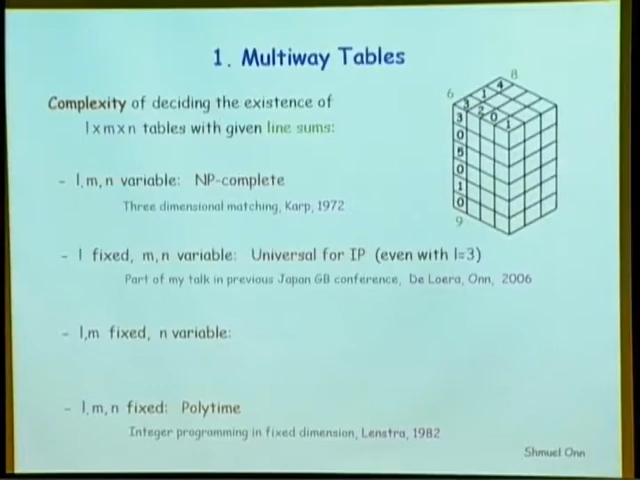 1. Multiway Tables
Complexity of deciding the existence of
l x m x n tables with given line sums:
- l, m, n variable: NP-complete
Three dimensional matching, Karp, 1972
- l fixed, m, n variable: Universal for IP (even with l=3)
Part of my talk in previous Japan GB conference, De Loera, Onn, 2006
- l,m fixed, n variable:
- l, m, n fixed: Polytime
Integer programming in fixed dimension, Lenstra, 1982
8
6
4
1
3
2
0
1
3
0
5
0
1
0
9
Shmuel Onn